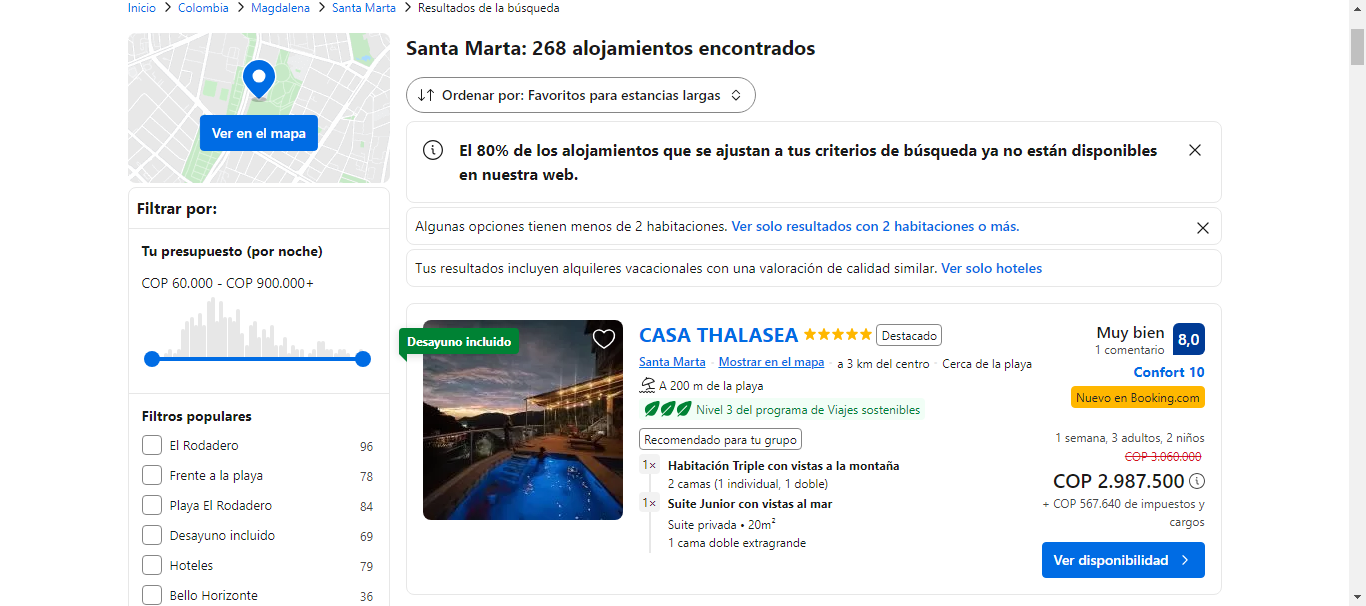 Inicio > Colombia > Magdalena > Santa Marta > Resultados de la búsqueda
Ver en el mapa
Filtrar por:
Tu presupuesto (por noche)
COP 60.000 - COP 900.000+
Filtros populares
El Rodadero 96
Frente a la playa 78
Playa El Rodadero 84
Desayuno incluido 69
Hoteles 79
Bello Horizonte 36
Santa Marta: 268 alojamientos encontrados
Ordenar por: Favoritos para estancias largas
El 80% de los alojamientos que se ajustan a tus criterios de búsqueda ya no están disponibles
en nuestra web.
Algunas opciones tienen menos de 2 habitaciones. Ver solo resultados con 2 habitaciones o más.
Tus resultados incluyen alquileres vacacionales con una valoración de calidad similar. Ver solo hoteles
Desayuno incluido
CASA THALASEA Destacado
Santa Marta · Mostrar en el mapa · a 3 km del centro · Cerca de la playa
A 200 m de la playa
Nivel 3 del programa de Viajes sostenibles
Recomendado para tu grupo
1× Habitación Triple con vistas a la montaña
2 camas (1 individual, 1 doble)
1× Suite Junior con vistas al mar
Suite privada • 20m²
1 cama doble extragrande
Muy bien 8,0
1 comentario
Confort 10
Nuevo en Booking.com
1 semana, 3 adultos, 2 niños
COP 3.060.000
COP 2.987.500
+ COP 567.640 de impuestos y
cargos
Ver disponibilidad